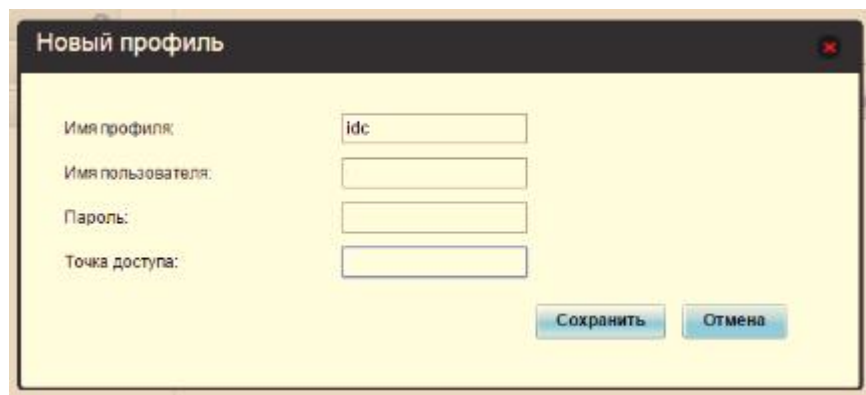 Новый профиль
Имя профиля: idc
Имя пользователя:
Пароль:
Точка доступа:
Сохранить Отмена